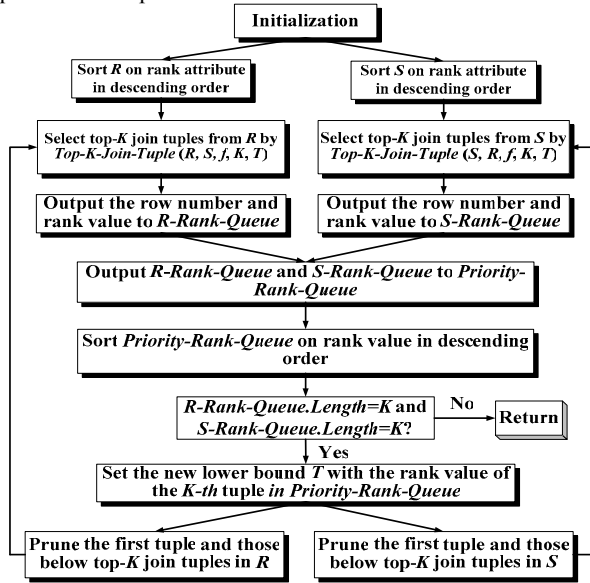 Initialization
Sort R on rank attribute
in descending order
Sort S on rank attribute
in descending order
Select top-K join tuples from R by
Top-K-Join-Tuple (R, S, f, K, T)
Select top-K join tuples from S by
Top-K-Join-Tuple (S, R, f, K, T)
Output the row number and
rank value to R-Rank-Queue
Output the row number and
rank value to S-Rank-Queue
Output R-Rank-Queue and S-Rank-Queue to Priority-
Rank-Queue
Sort Priority-Rank-Queue on rank value in descending
order
R-Rank-Queue.Length=K and
S-Rank-Queue.Length=K?
No
Return
Yes
Set the new lower bound T with the rank value of
the K-th tuple in Priority-Rank-Queue
Prune the first tuple and those
below top-K join tuples in R
Prune the first tuple and those
below top-K join tuples in S